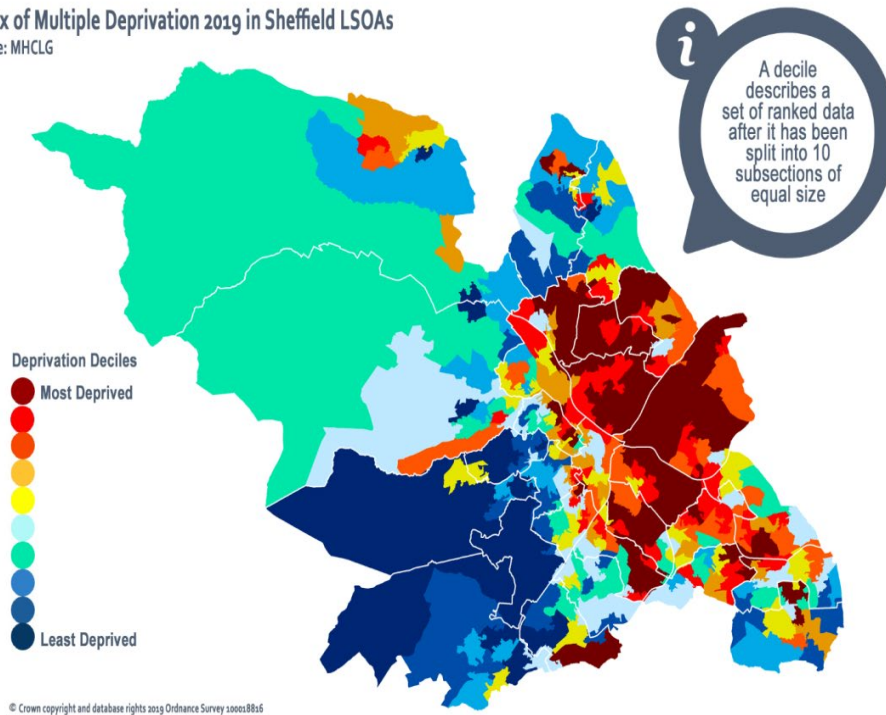 x of Multiple Deprivation 2019 in Sheffield LSOAs
e: MHCLG
i
A decile
describes a
set of ranked data
after it has been
split into 10
subsections of
equal size
Deprivation Deciles
Most Deprived
Least Deprived
© Crown copyright and database rights 2019 Ordnance Survey 100018816